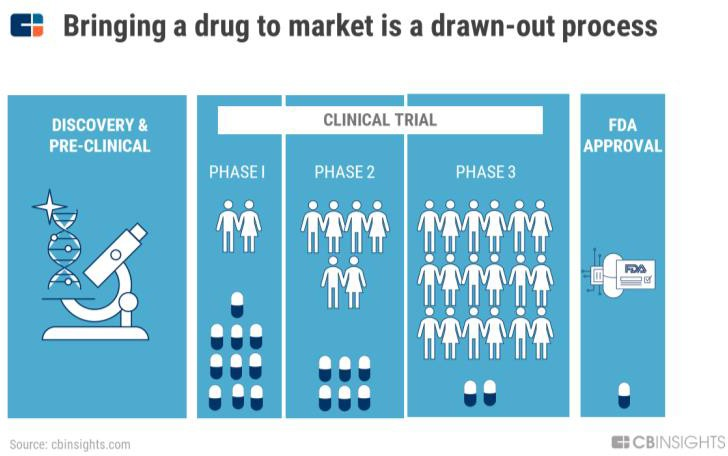 Bringing a drug to market is a drawn-out process
DISCOVERY &
PRE-CLINICAL
CLINICAL TRIAL
PHASE I
PHASE 2
PHASE 3
FDA
APPROVAL
FDA
Source: cbinsights.com
CBINSIGHTS